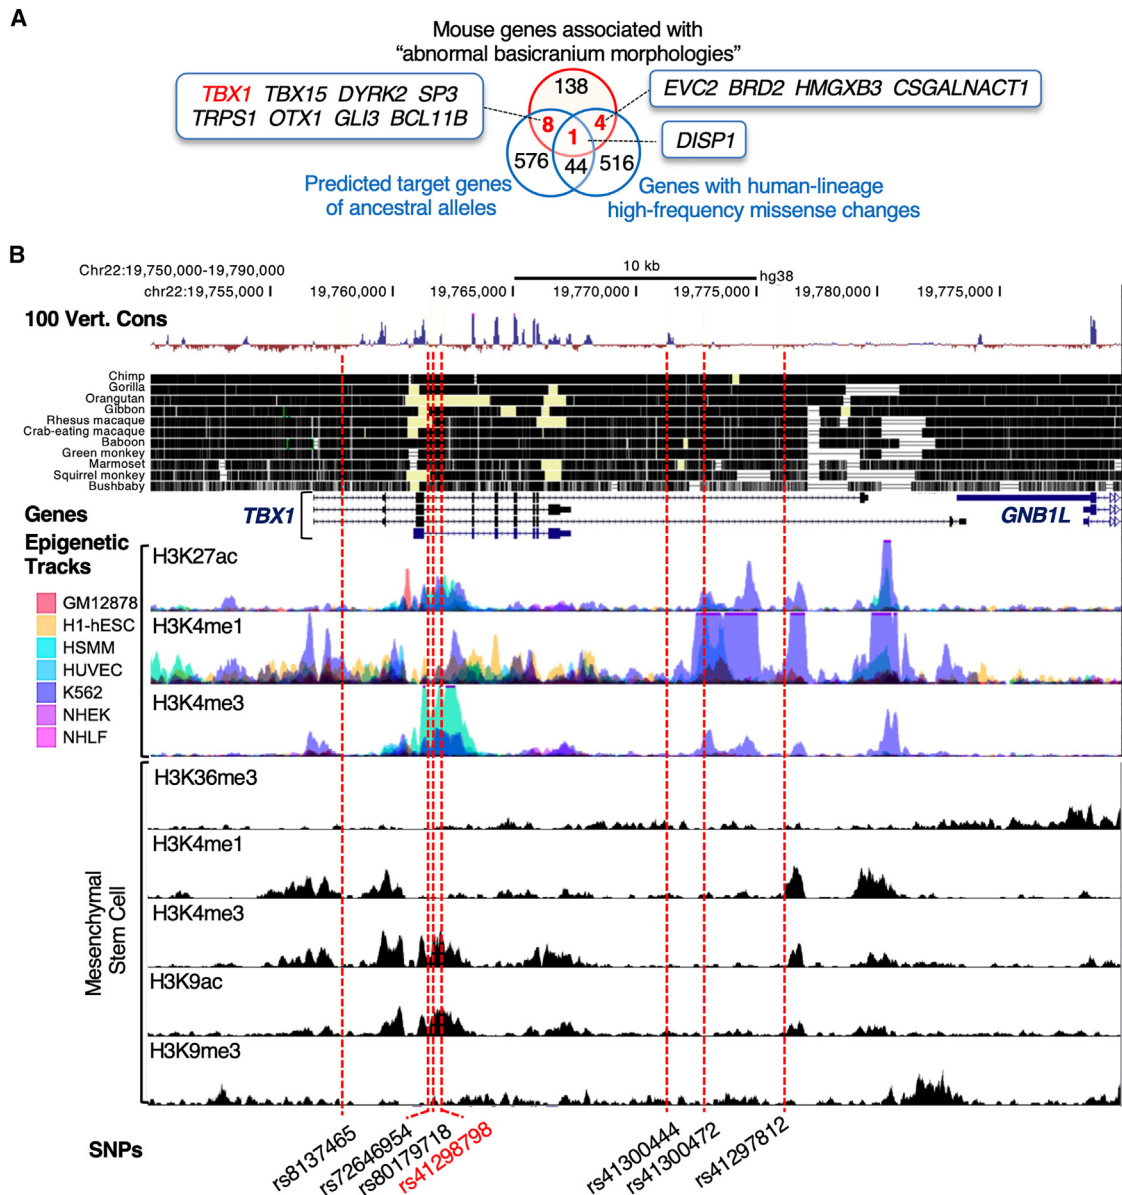 A
Mouse genes associated with
“abnormal basicranium morphologies”
TBX1 TBX15 DYRK2 SP3
TRPS1 OTX1 GLI3 BCL11B
138
EVC2 BRD2 HMGXB3 CSGALNACT1
8
4
1
DISP1
576
44
516
Predicted target genes
of ancestral alleles
Genes with human-lineage
high-frequency missense changes
B
Chr22:19,750,000-19,790,000
10 kb
hg38
chr22:19,755,000 19,760,000 19,765,000 19,770,000 19,775,000 19,780,000 19,775,000
100 Vert. Cons
Chimp
Gorilla
Orangutan
Gibbon
Rhesus macaque
Crab-eating macaque
Baboon
Green monkey
Marmoset
Squirrel monkey
Bushbaby
Genes
TBX1
GNB1L
Epigenetic
Tracks
H3K27ac
GM12878
H1-hESC
HSMM
HUVEC
K562
NHEK
NHLF
H3K4me1
H3K4me3
Mesenchymal
Stem Cell
H3K36me3
H3K4me1
H3K4me3
H3K9ac
H3K9me3
SNPs
rs8137465
rs72646954
rs80179718
rs41298798
rs41300444
rs41300472
rs41297812